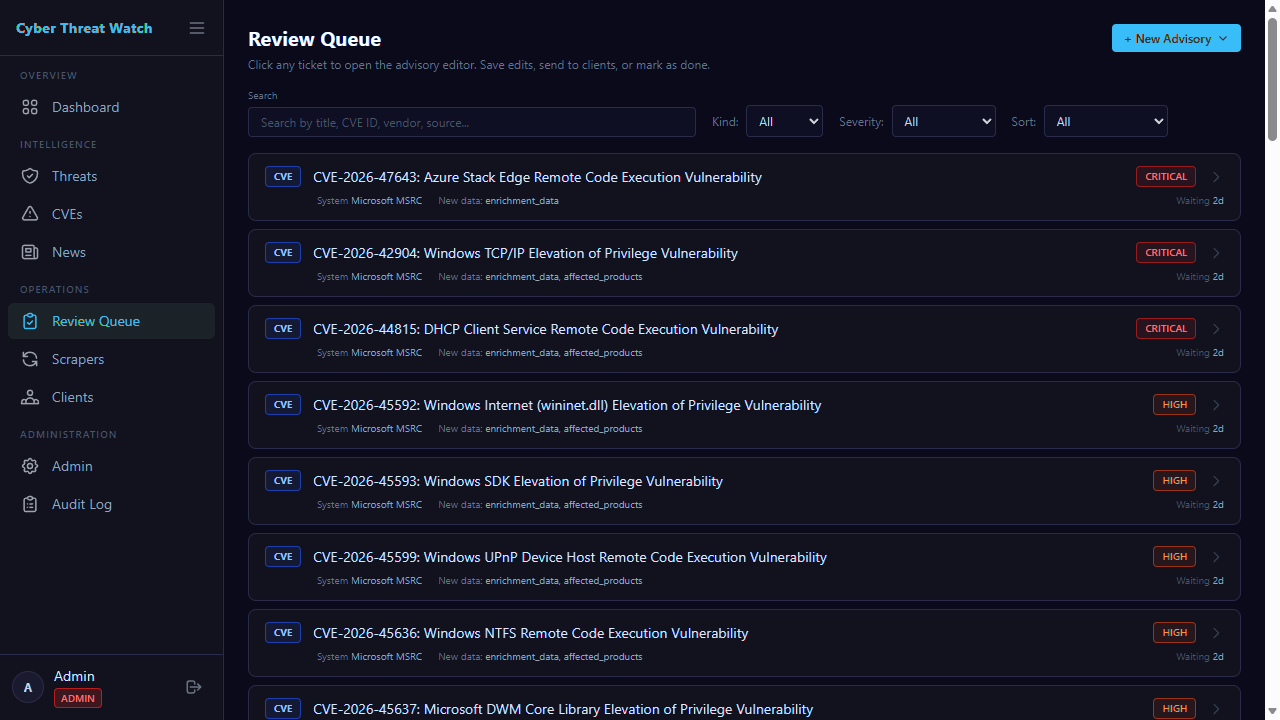 Cyber Threat Watch
OVERVIEW
Dashboard
INTELLIGENCE
Threats
CVEs
News
OPERATIONS
Review Queue
Scrapers
Clients
ADMINISTRATION
Admin
Audit Log
A
Admin
ADMIN
Review Queue
+ New Advisory
Click any ticket to open the advisory editor. Save edits, send to clients, or mark as done.
Search
Search by title, CVE ID, vendor, source...
Kind: All Severity: All Sort: All
CVE CVE-2026-47643: Azure Stack Edge Remote Code Execution Vulnerability CRITICAL
System Microsoft MSRC New data: enrichment_data Waiting 2d
CVE CVE-2026-42904: Windows TCP/IP Elevation of Privilege Vulnerability CRITICAL
System Microsoft MSRC New data: enrichment_data, affected_products Waiting 2d
CVE CVE-2026-44815: DHCP Client Service Remote Code Execution Vulnerability CRITICAL
System Microsoft MSRC New data: enrichment_data, affected_products Waiting 2d
CVE CVE-2026-45592: Windows Internet (wininet.dll) Elevation of Privilege Vulnerability HIGH
System Microsoft MSRC New data: enrichment_data, affected_products Waiting 2d
CVE CVE-2026-45593: Windows SDK Elevation of Privilege Vulnerability HIGH
System Microsoft MSRC New data: enrichment_data, affected_products Waiting 2d
CVE CVE-2026-45599: Windows UPnP Device Host Remote Code Execution Vulnerability HIGH
System Microsoft MSRC New data: enrichment_data, affected_products Waiting 2d
CVE CVE-2026-45636: Windows NTFS Remote Code Execution Vulnerability HIGH
System Microsoft MSRC New data: enrichment_data, affected_products Waiting 2d
CVE CVE-2026-45637: Microsoft DWM Core Library Elevation of Privilege Vulnerability HIGH